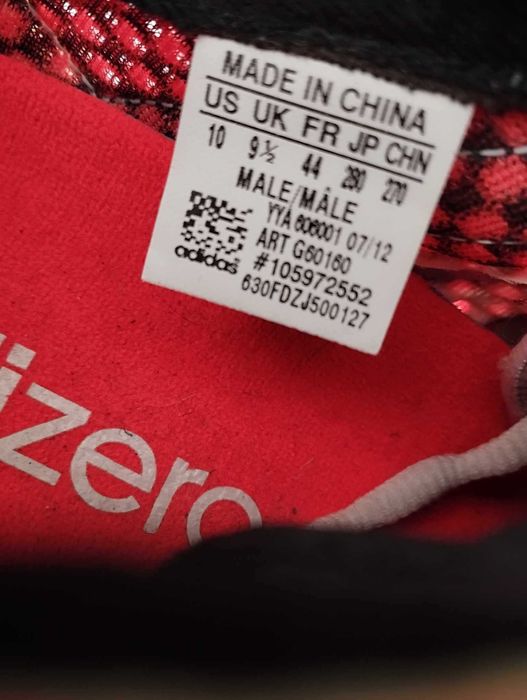 MADE IN CHINA
US UK FR JP CHN
10 9½ 44 280 270
MALE/MÂLE
YYA 606001 07/12
ART G60160
#105972552
630FDZJ500127
adidas
izero